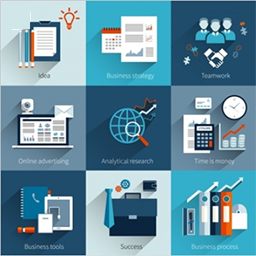 Idea
Business strategy
Teamwork
Online advertising
Analytical research
Time is money
Business tools
Success
Business process